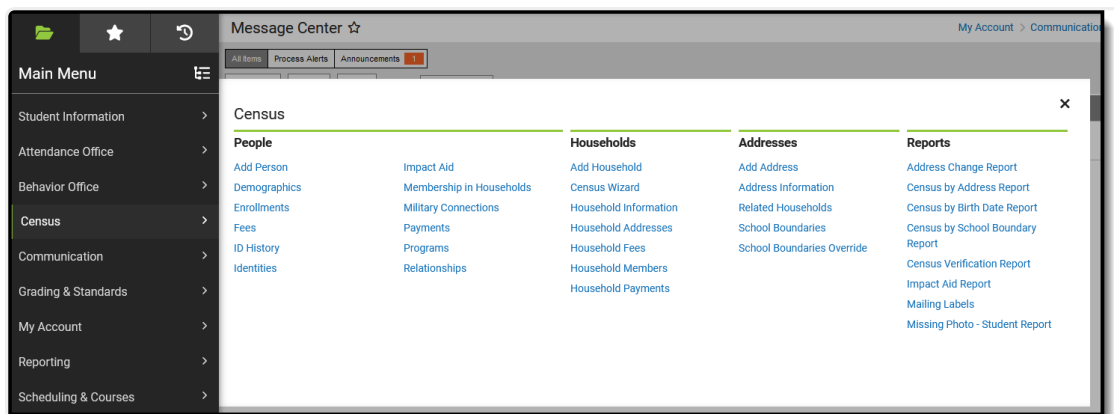 Message Center
My Account > Communication
All Items Process Alerts Announcements 1
Main Menu
Student Information
Attendance Office
Behavior Office
Census
Communication
Grading & Standards
My Account
Reporting
Scheduling & Courses
Census
People
Add Person
Demographics
Enrollments
Fees
ID History
Identities
Impact Aid
Membership in Households
Military Connections
Payments
Programs
Relationships
Households
Add Household
Census Wizard
Household Information
Household Addresses
Household Fees
Household Members
Household Payments
Addresses
Add Address
Address Information
Related Households
School Boundaries
School Boundaries Override
Reports
Address Change Report
Census by Address Report
Census by Birth Date Report
Census by School Boundary
Report
Census Verification Report
Impact Aid Report
Mailing Labels
Missing Photo - Student Report